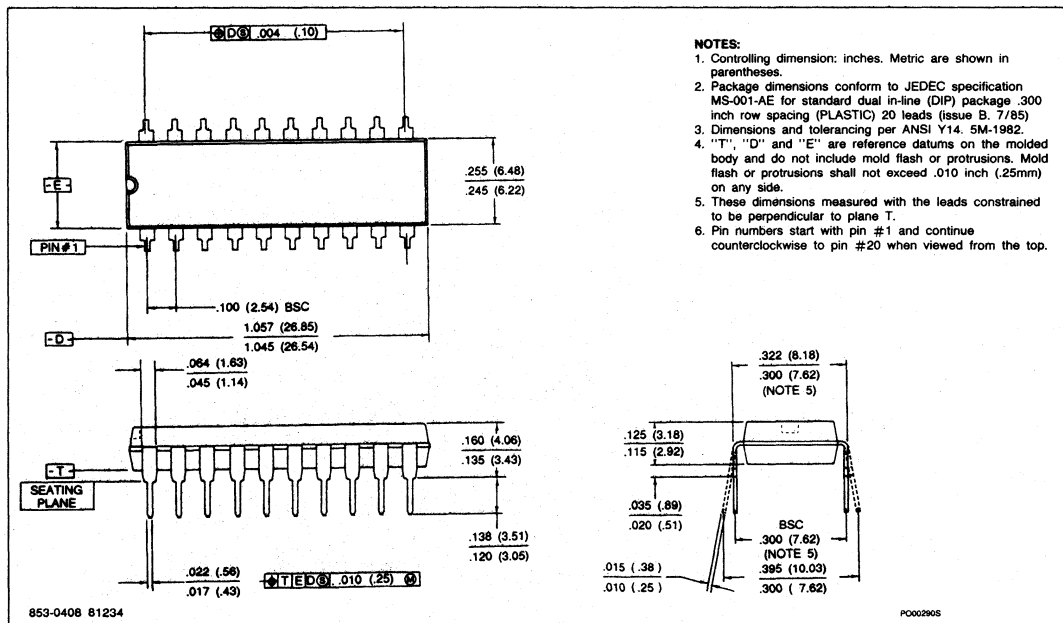 ⌖ D Ⓢ .004 (.10)
NOTES:
1. Controlling dimension: inches. Metric are shown in
parentheses.
2. Package dimensions conform to JEDEC specification
MS-001-AE for standard dual in-line (DIP) package .300
inch row spacing (PLASTIC) 20 leads (issue B. 7/85)
3. Dimensions and tolerancing per ANSI Y14. 5M-1982.
4. "T", "D" and "E" are reference datums on the molded
body and do not include mold flash or protrusions. Mold
flash or protrusions shall not exceed .010 inch (.25mm)
on any side.
5. These dimensions measured with the leads constrained
to be perpendicular to plane T.
6. Pin numbers start with pin #1 and continue
counterclockwise to pin #20 when viewed from the top.
-E-
.255 (6.48)
.245 (6.22)
PIN #1
.100 (2.54) BSC
-D-
1.057 (26.85)
1.045 (26.54)
.064 (1.63)
.045 (1.14)
-T-
SEATING
PLANE
.160 (4.06)
.135 (3.43)
.138 (3.51)
.120 (3.05)
.022 (.56)
.017 (.43)
⌖ T E D Ⓢ .010 (.25) Ⓜ
.322 (8.18)
.300 (7.62)
(NOTE 5)
.125 (3.18)
.115 (2.92)
.035 (.89)
.020 (.51)
BSC
.300 (7.62)
(NOTE 5)
.395 (10.03)
.300 ( 7.62)
.015 (.38 )
.010 (.25 )
853-0408 81234
PO00290S